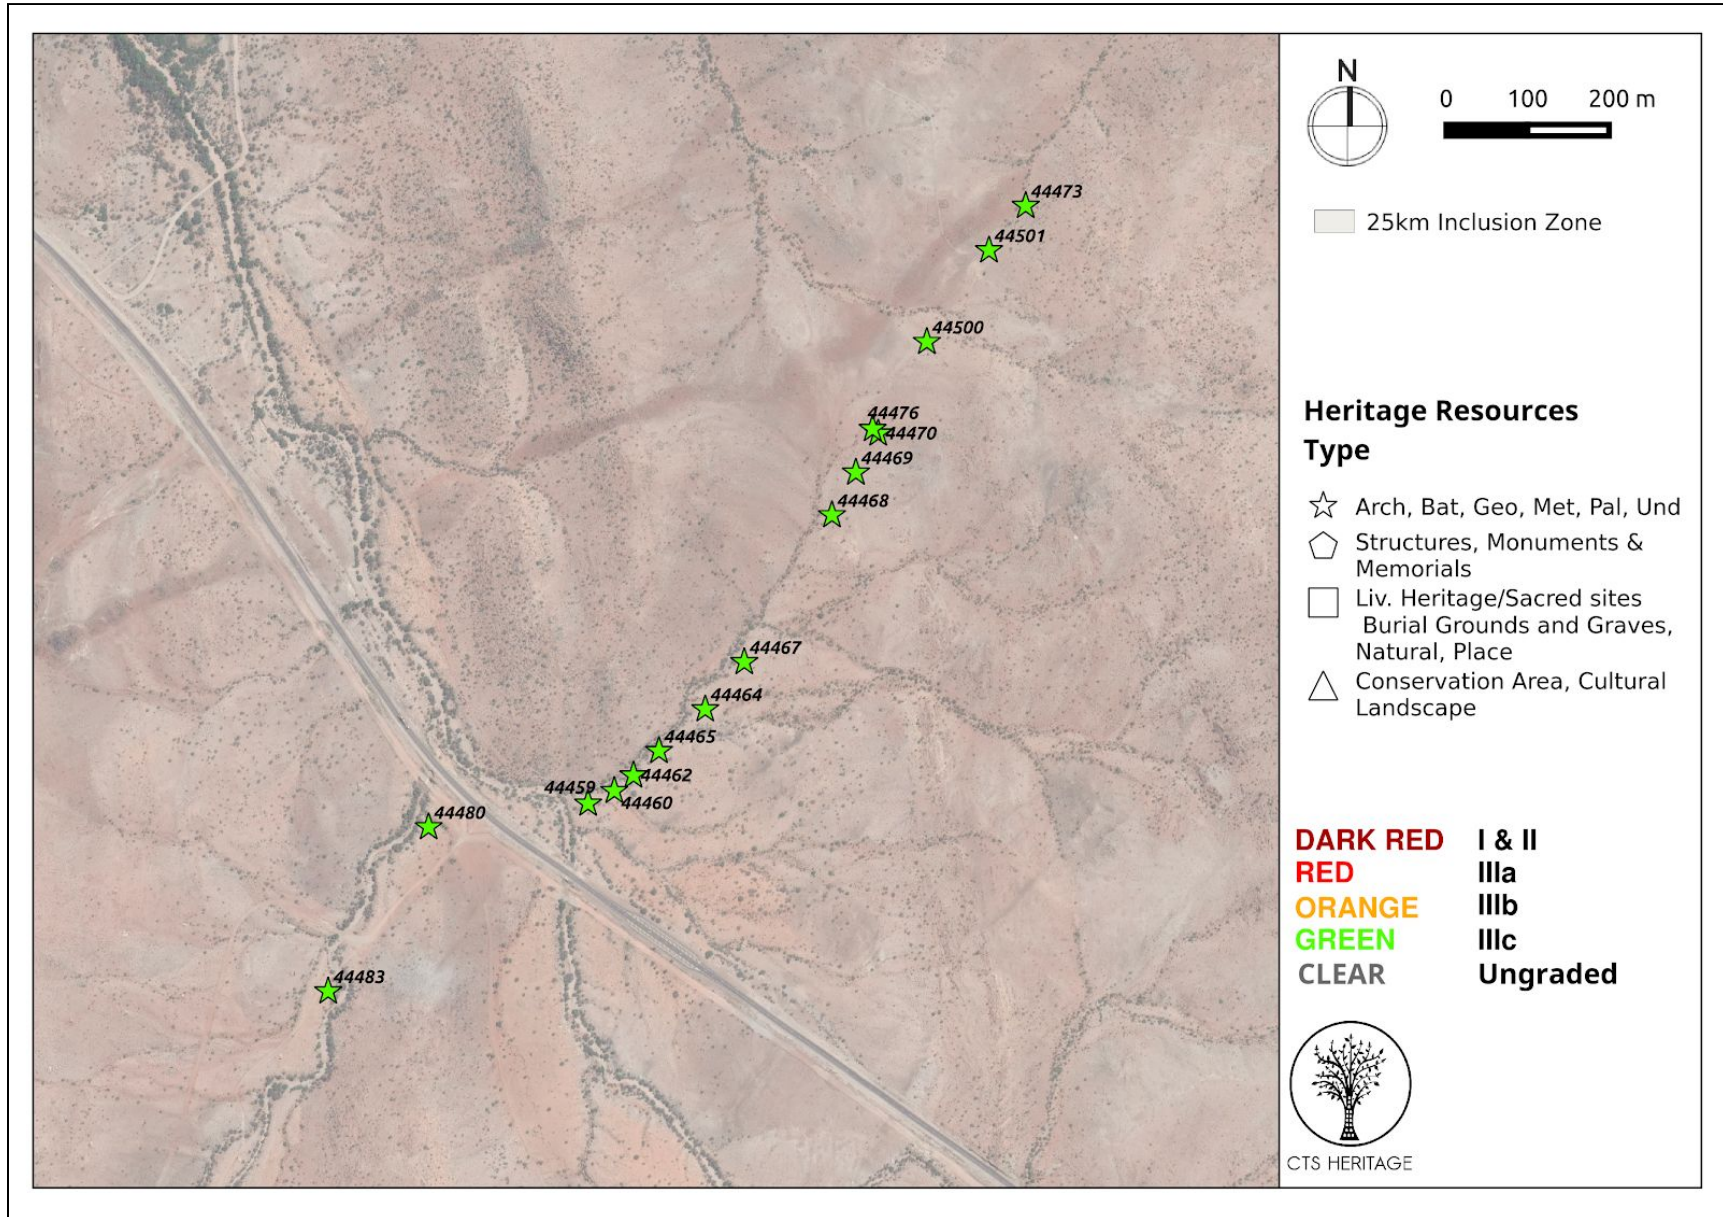 N
0 100 200 m
25km Inclusion Zone
44473
44501
44500
44476
44470
44469
44468
44467
44464
44465
44462
44459
44460
44480
44483
Heritage Resources
Type
Arch, Bat, Geo, Met, Pal, Und
Structures, Monuments &
Memorials
Liv. Heritage/Sacred sites
Burial Grounds and Graves,
Natural, Place
Conservation Area, Cultural
Landscape
DARK RED I & II
RED IIIa
ORANGE IIIb
GREEN IIIc
CLEAR Ungraded
CTS HERITAGE